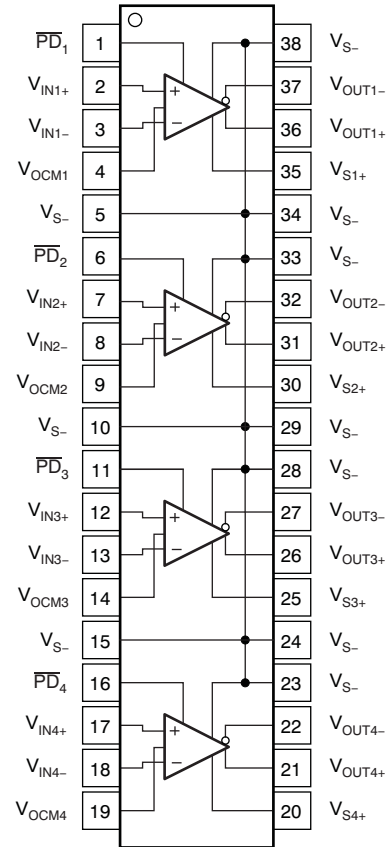 PD1 1 38 VS−
VIN1+ 2 + 37 VOUT1−
VIN1− 3 − 36 VOUT1+
VOCM1 4 35 VS1+
VS− 5 34 VS−
PD2 6 33 VS−
VIN2+ 7 + 32 VOUT2−
VIN2− 8 − 31 VOUT2+
VOCM2 9 30 VS2+
VS− 10 29 VS−
PD3 11 28 VS−
VIN3+ 12 + 27 VOUT3−
VIN3− 13 − 26 VOUT3+
VOCM3 14 25 VS3+
VS− 15 24 VS−
PD4 16 23 VS−
VIN4+ 17 + 22 VOUT4−
VIN4− 18 − 21 VOUT4+
VOCM4 19 20 VS4+